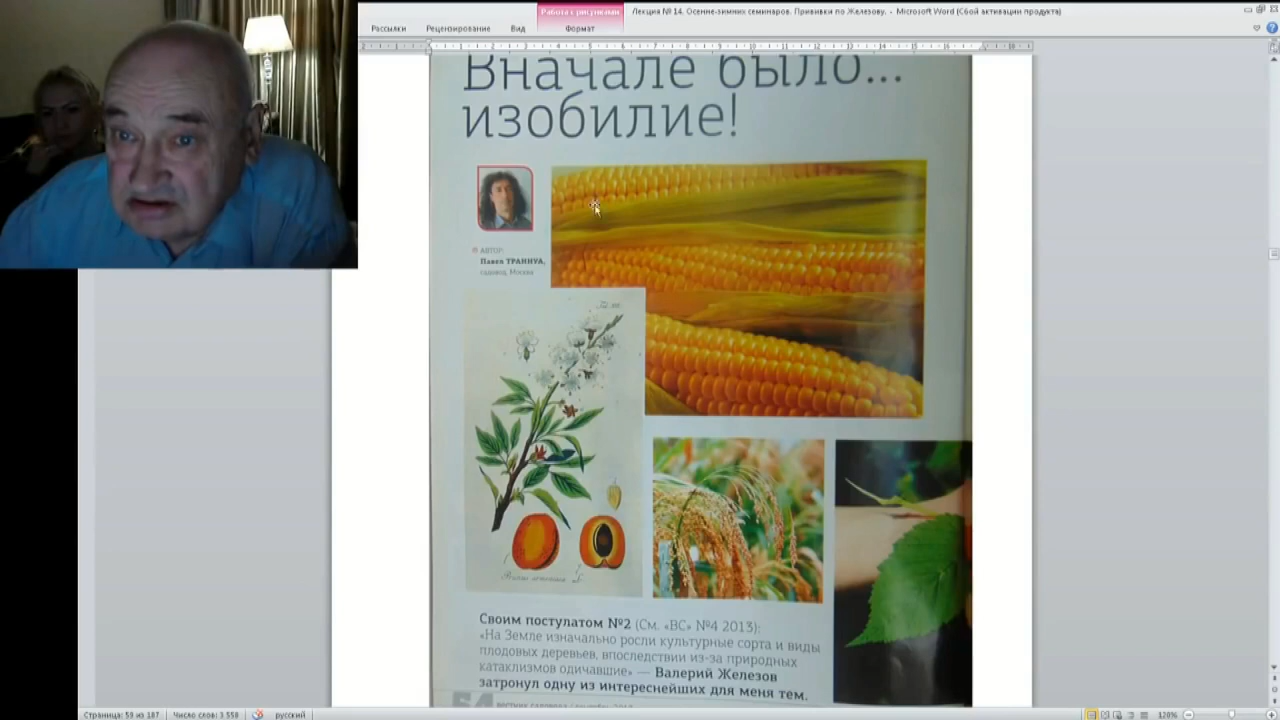 Работа с рисунками
Лекция № 14. Осенне-зимних семинаров. Прививки по Железову. - Microsoft Word (Сбой активации продукта)
Рассылки Рецензирование Вид Формат
Вначале было...
изобилие!
АВТОР:
Павел ТРАННУА,
садовод, Москва
Своим постулатом №2 (См. «ВС» №4 2013):
«На Земле изначально росли культурные сорта и виды
плодовых деревьев, впоследствии из-за природных
катаклизмов одичавшие» — Валерий Железов
затронул одну из интереснейших для меня тем.
Страница: 59 из 187 Число слов: 3 558 русский 120%